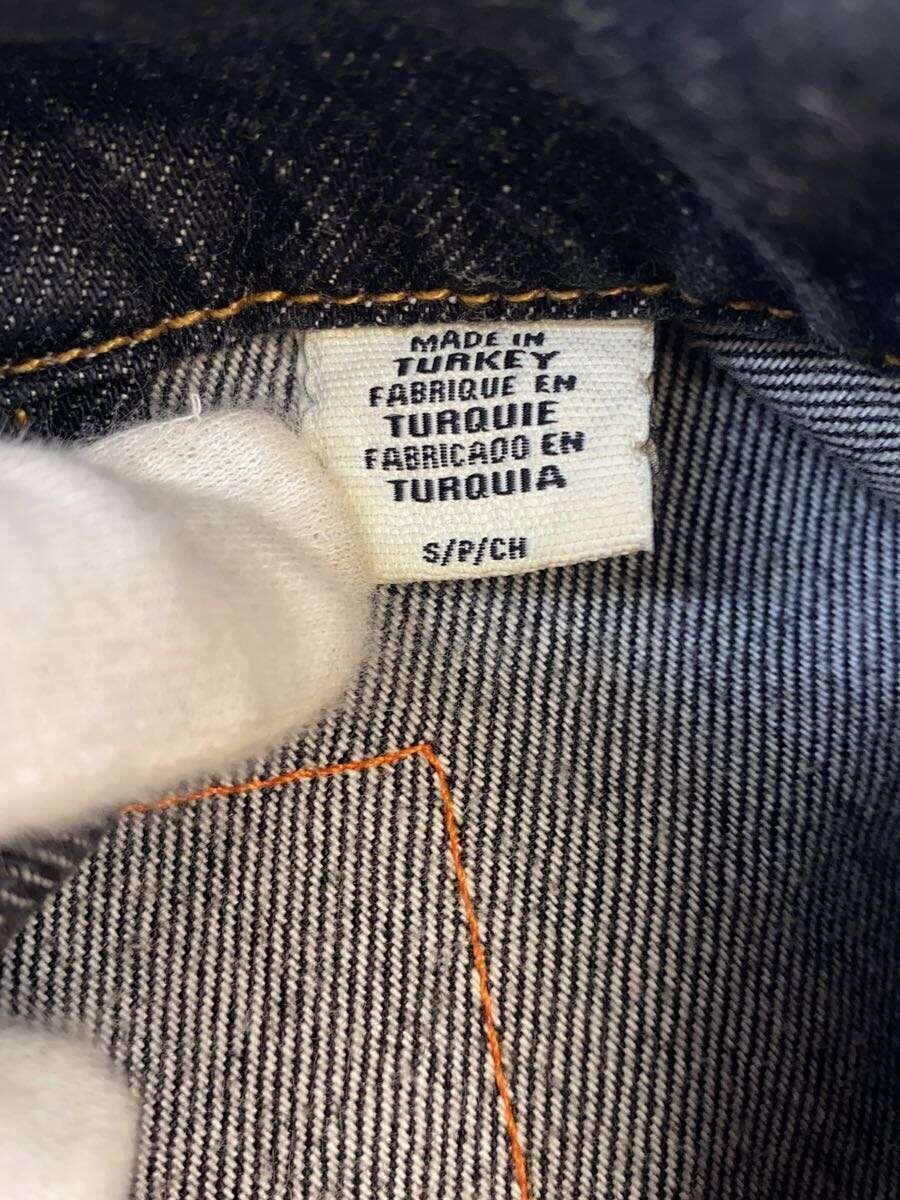 MADE IN
TURKEY
FABRIQUE EN
TURQUIE
FABRICADO EN
TURQUIA
S/P/CH